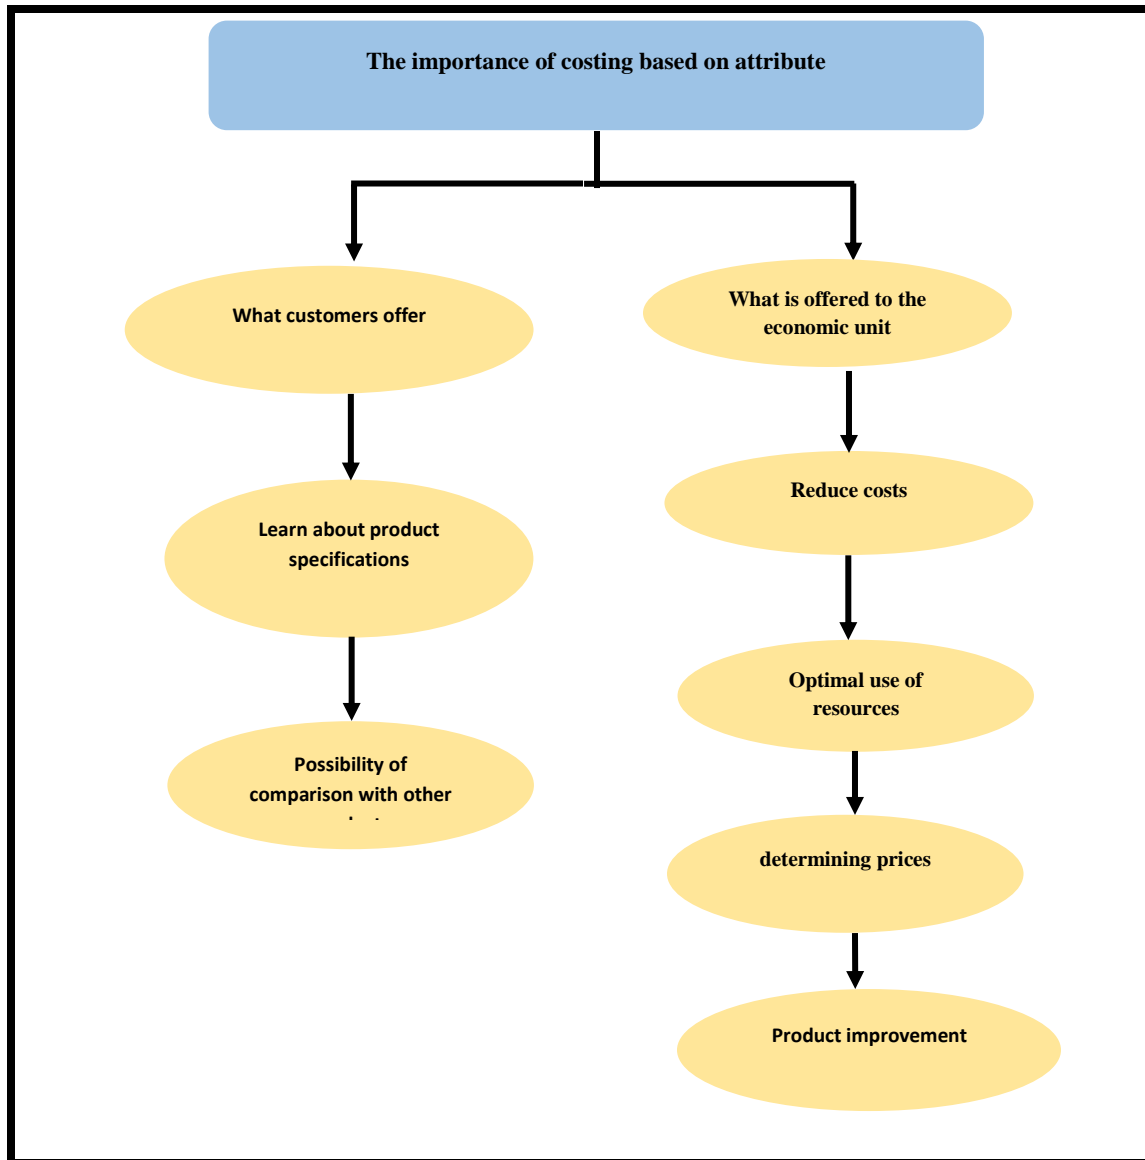 The importance of costing based on attribute
What customers offer
Learn about product
specifications
Possibility of
comparison with other
What is offered to the
economic unit
Reduce costs
Optimal use of
resources
determining prices
Product improvement